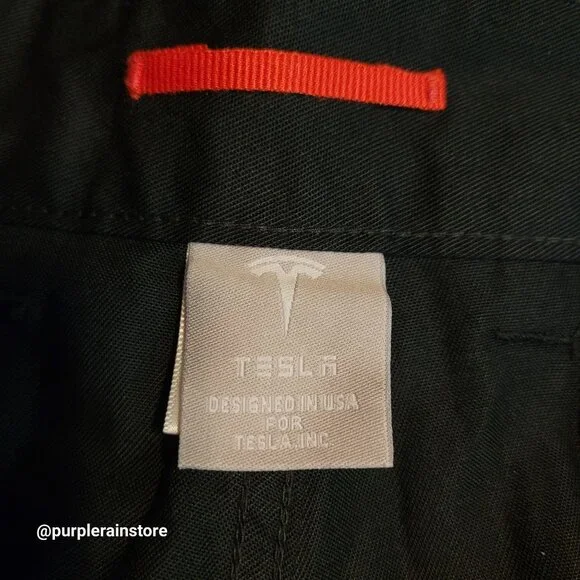 TESLA
DESIGNED IN USA
FOR
TESLA, INC
@purplerainstore